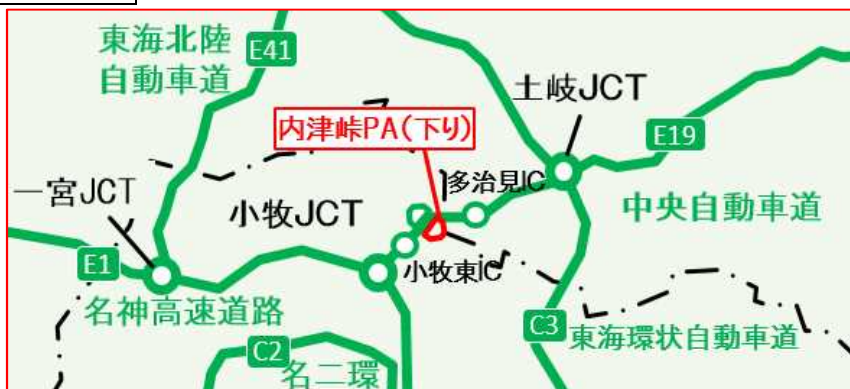 東海北陸
自動車道
E41
土岐JCT
内津峠PA(下り)
E19
多治見IC
一宮JCT
小牧JCT
中央自動車道
小牧東IC
E1
名神高速道路
C3
東海環状自動車道
C2
名二環